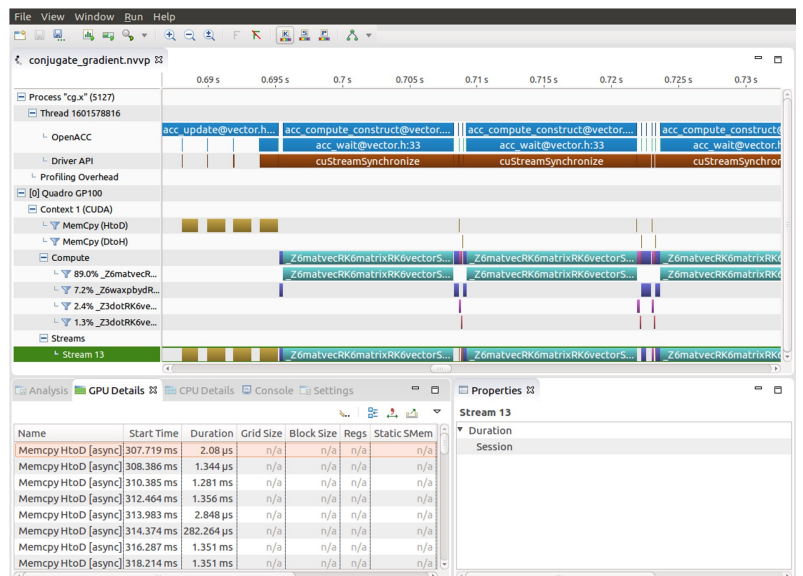 File View Window Run Help
conjugate_gradient.nvvp
0.69 s 0.695 s 0.7 s 0.705 s 0.71 s 0.715 s 0.72 s 0.725 s 0.73 s
Process "cg.x" (5127)
Thread 1601578816
OpenACC
acc_update@vector.h... acc_compute_construct@vector.... acc_compute_construct@vector.... acc_compute_construct@
acc_wait@vector.h:33 acc_wait@vector.h:33 acc_wait@vector.h
Driver API cuStreamSynchronize cuStreamSynchronize cuStreamSynchron
Profiling Overhead
[0] Quadro GP100
Context 1 (CUDA)
MemCpy (HtoD)
MemCpy (DtoH)
Compute _Z6matvecRK6matrixRK6vectorS... _Z6matvecRK6matrixRK6vectorS... _Z6matvecRK6matrixRK6
89.0% _Z6matvecR... _Z6matvecRK6matrixRK6vectorS... _Z6matvecRK6matrixRK6vectorS... _Z6matvecRK6matrixRK6
7.2% _Z6waxpbydR...
2.4% _Z3dotRK6ve...
1.3% _Z3dotRK6ve...
Streams
Stream 13 _Z6matvecRK6matrixRK6vectorS... _Z6matvecRK6matrixRK6vectorS... _Z6matvecRK6matrixRK6
Analysis GPU Details CPU Details Console Settings
Name Start Time Duration Grid Size Block Size Regs Static SMem
Memcpy HtoD [async] 307.719 ms 2.08 µs n/a n/a n/a n/a
Memcpy HtoD [async] 308.386 ms 1.344 µs n/a n/a n/a n/a
Memcpy HtoD [async] 310.385 ms 1.281 ms n/a n/a n/a n/a
Memcpy HtoD [async] 312.464 ms 1.356 ms n/a n/a n/a n/a
Memcpy HtoD [async] 313.983 ms 2.848 µs n/a n/a n/a n/a
Memcpy HtoD [async] 314.374 ms 282.264 µs n/a n/a n/a n/a
Memcpy HtoD [async] 316.287 ms 1.351 ms n/a n/a n/a n/a
Memcpy HtoD [async] 318.214 ms 1.351 ms n/a n/a n/a n/a
Properties
Stream 13
Duration
Session